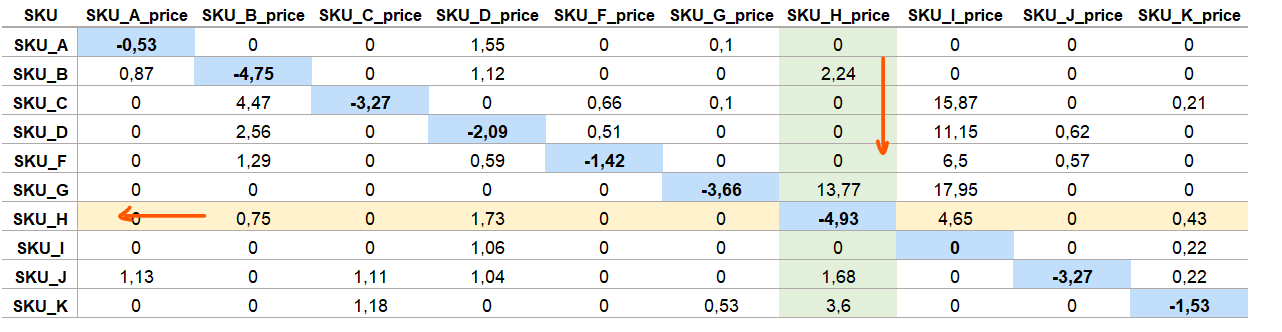 SKU SKU_A_price SKU_B_price SKU_C_price SKU_D_price SKU_F_price SKU_G_price SKU_H_price SKU_I_price SKU_J_price SKU_K_price
SKU_A -0,53 0 0 1,55 0 0,1 0 0 0 0
SKU_B 0,87 -4,75 0 1,12 0 0 2,24 0 0 0
SKU_C 0 4,47 -3,27 0 0,66 0,1 0 15,87 0 0,21
SKU_D 0 2,56 0 -2,09 0,51 0 0 11,15 0,62 0
SKU_F 0 1,29 0 0,59 -1,42 0 0 6,5 0,57 0
SKU_G 0 0 0 0 0 -3,66 13,77 17,95 0 0
SKU_H 0 0,75 0 1,73 0 0 -4,93 4,65 0 0,43
SKU_I 0 0 0 1,06 0 0 0 0 0 0,22
SKU_J 1,13 0 1,11 1,04 0 0 1,68 0 -3,27 0,22
SKU_K 0 0 1,18 0 0 0,53 3,6 0 0 -1,53